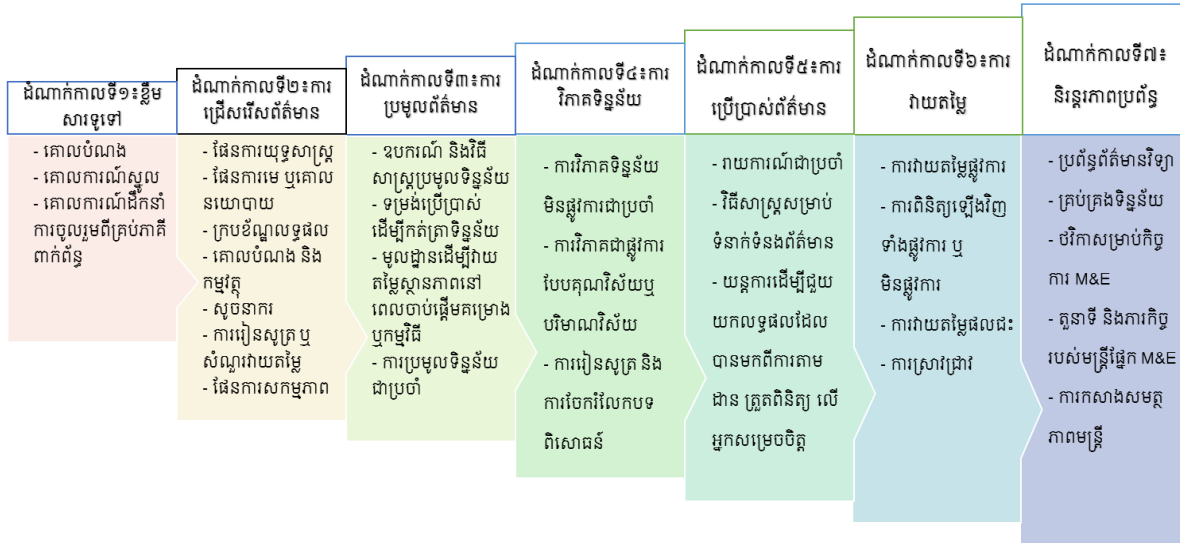 ដំណាក់កាលទី១៖ខ្លឹម
សារទូទៅ
- គោលបំណង
- គោលការណ៍ស្នូល
- គោលការណ៍ដឹកនាំ
ការចូលរួមពីគ្រប់ភាគី
ពាក់ព័ន្ធ
ដំណាក់កាលទី២៖ការ
ជ្រើសរើសព័ត៌មាន
- ផែនការយុទ្ធសាស្ត្រ
- ផែនការមេ ឬគោល
នយោបាយ
- ក្របខ័ណ្ឌលទ្ធផល
- គោលបំណង និង
កម្មវត្ថុ
- សូចនាករ
- ការរៀនសូត្រ ឬ
សំណួរវាយតម្លៃ
- ផែនការសកម្មភាព
ដំណាក់កាលទី៣៖ការ
ប្រមូលព័ត៌មាន
- ឧបករណ៍ និងវិធី
សាស្ត្រប្រមូលទិន្នន័យ
- ទម្រង់ប្រើប្រាស់
ដើម្បីកត់ត្រាទិន្នន័យ
- មូលដ្ឋានដើម្បីវាយ
តម្លៃស្ថានភាពនៅ
ពេលចាប់ផ្តើមគម្រោង
ឬកម្មវិធី
- ការប្រមូលទិន្នន័យ
ជាប្រចាំ
ដំណាក់កាលទី៤៖ការ
វិភាគទិន្នន័យ
- ការវិភាគទិន្នន័យ
មិនផ្លូវការជាប្រចាំ
- ការវិភាគជាផ្លូវការ
បែបគុណវិស័យឬ
បរិមាណវិស័យ
- ការរៀនសូត្រ និង
ការចែករំលែកបទ
ពិសោធន៍
ដំណាក់កាលទី៥៖ការ
ប្រើប្រាស់ព័ត៌មាន
- រាយការណ៍ជាប្រចាំ
- វិធីសាស្ត្រសម្រាប់
ទំនាក់ទំនងព័ត៌មាន
- យន្តការដើម្បីជួយ
យកលទ្ធផលដែល
បានមកពីការតាម
ដាន ត្រួតពិនិត្យ លើ
អ្នកសម្រេចចិត្ត
ដំណាក់កាលទី៦៖ការ
វាយតម្លៃ
- ការវាយតម្លៃផ្លូវការ
- ការពិនិត្យឡើងវិញ
ទាំងផ្លូវការ ឬ
មិនផ្លូវការ
- ការវាយតម្លៃផលជះ
- ការស្រាវជ្រាវ
ដំណាក់កាលទី៧៖
និរន្តរភាពប្រព័ន្ធ
- ប្រព័ន្ធព័ត៌មានវិទ្យា
- គ្រប់គ្រងទិន្នន័យ
- ថវិកាសម្រាប់កិច្ច
ការ M&E
- តួនាទី និងភារកិច្ច
របស់មន្ត្រីផ្នែក M&E
- ការកសាងសមត្ថ
ភាពមន្ត្រី